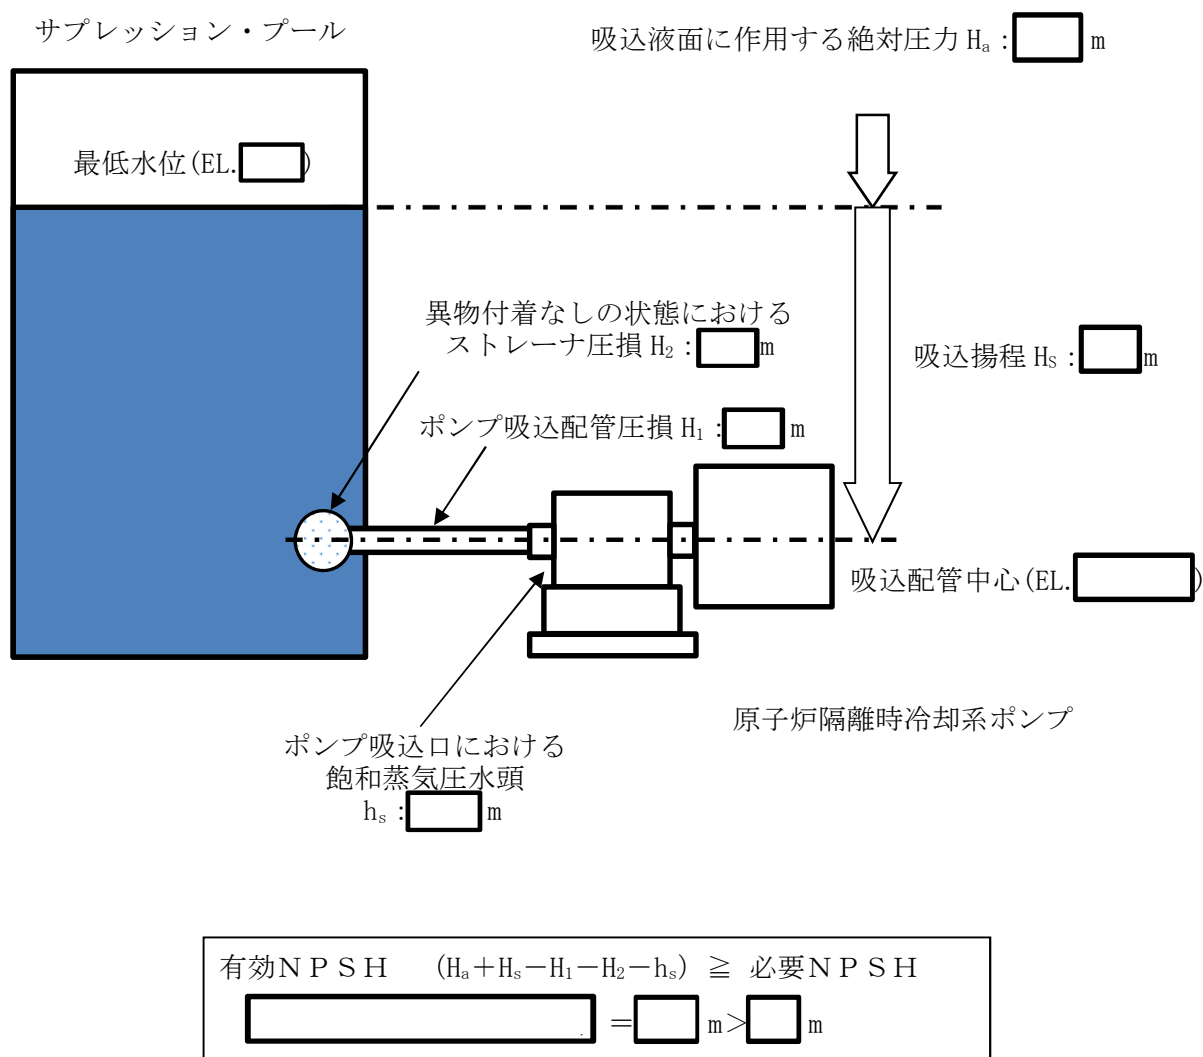 サプレッション・プール
吸込液面に作用する絶対圧力 Hₐ： m
最低水位(EL. )
異物付着なしの状態における
ストレーナ圧損 H₂： m
吸込揚程 Hₛ： m
ポンプ吸込配管圧損 H₁： m
吸込配管中心(EL. )
原子炉隔離時冷却系ポンプ
ポンプ吸込口における
飽和蒸気圧水頭
hₛ： m
有効ＮＰＳＨ (Hₐ＋Hₛ－H₁－H₂－hₛ) ≧ 必要ＮＰＳＨ
＝ m＞ m